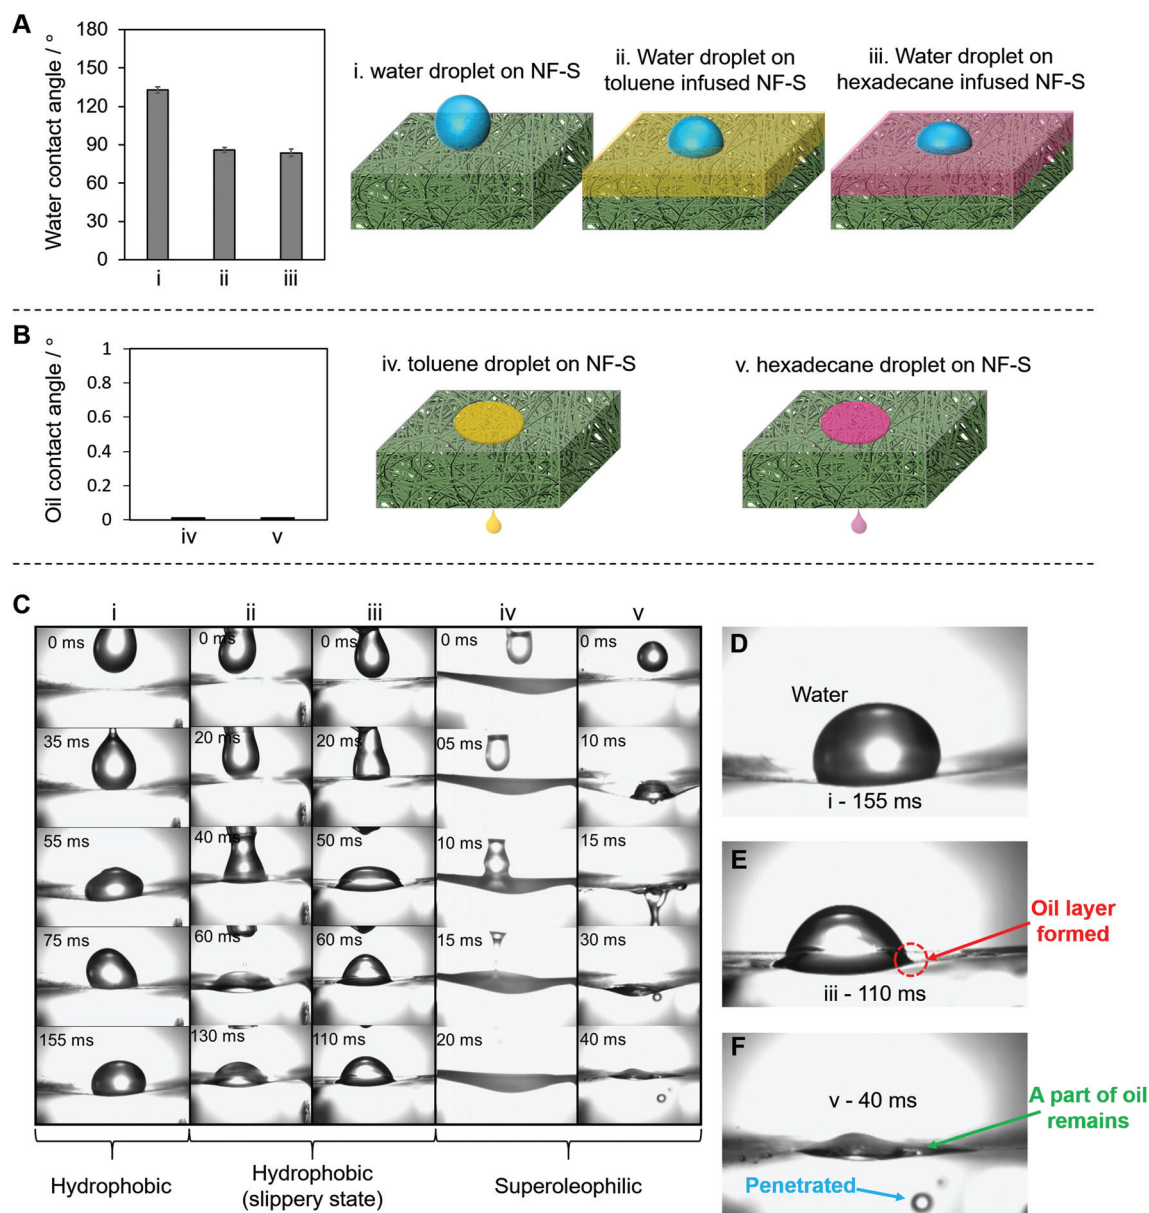 A
Water contact angle / °
180
150
120
90
60
30
0
i
ii
iii
i. water droplet on NF-S
ii. Water droplet on
toluene infused NF-S
iii. Water droplet on
hexadecane infused NF-S
B
Oil contact angle / °
1
0.8
0.6
0.4
0.2
0
iv
v
iv. toluene droplet on NF-S
v. hexadecane droplet on NF-S
C
i
ii
iii
iv
v
0 ms
0 ms
0 ms
0 ms
0 ms
35 ms
20 ms
20 ms
05 ms
10 ms
55 ms
40 ms
50 ms
10 ms
15 ms
75 ms
60 ms
60 ms
15 ms
30 ms
155 ms
130 ms
110 ms
20 ms
40 ms
Hydrophobic
Hydrophobic
(slippery state)
Superoleophilic
D
Water
i - 155 ms
E
Oil layer
formed
iii - 110 ms
F
v - 40 ms
A part of oil
remains
Penetrated